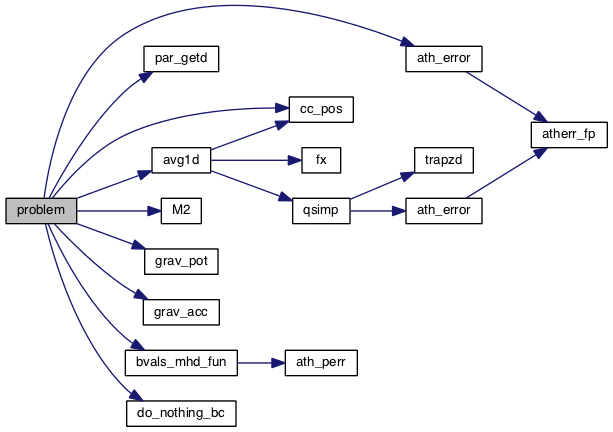 par_getd
ath_error
cc_pos
atherr_fp
avg1d
fx
trapzd
problem
M2
qsimp
ath_error
grav_pot
grav_acc
bvals_mhd_fun
ath_perr
do_nothing_bc